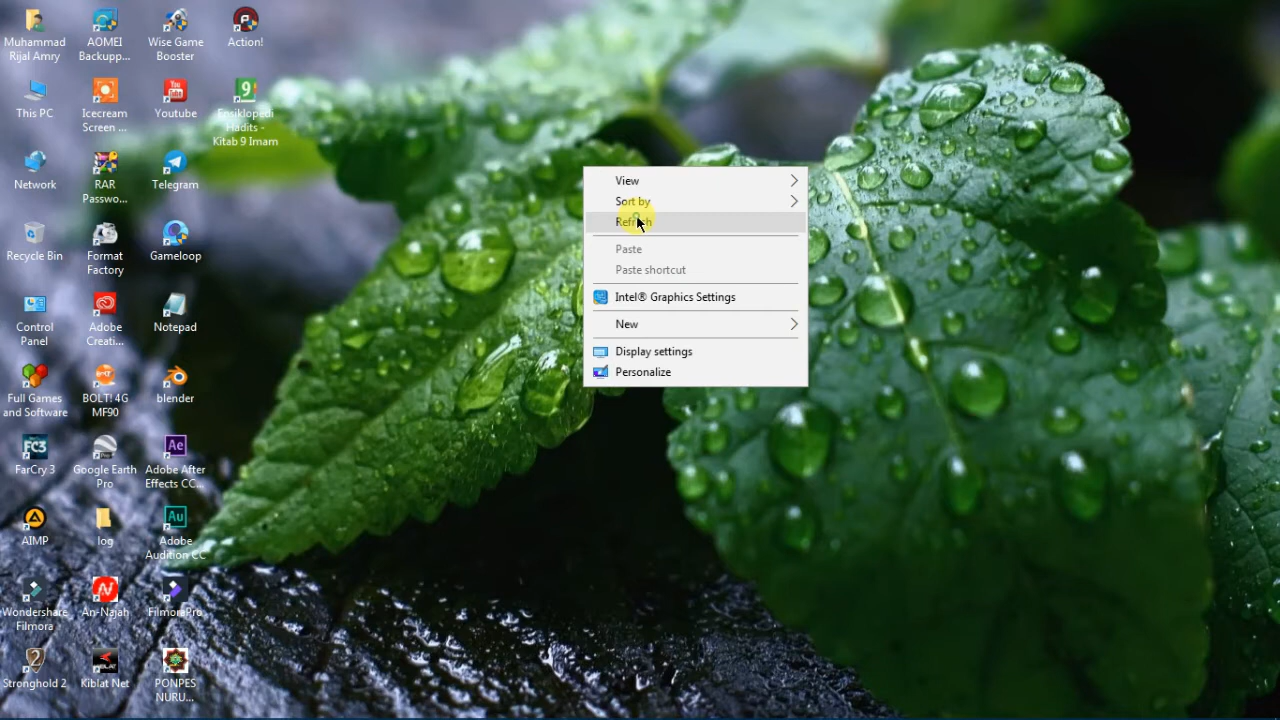 Muhammad
Rijal Amry
AOMEI
Backupp...
Wise Game
Booster
Action!
This PC
Icecream
Screen ...
Youtube
Ensiklopedi
Hadits -
Kitab 9 Imam
Network
RAR
Passwo...
Telegram
Recycle Bin
Format
Factory
Gameloop
Control
Panel
Adobe
Creati...
Notepad
Full Games
and Software
BOLT! 4G
MF90
blender
FarCry 3
Google Earth
Pro
Adobe After
Effects CC...
AIMP
log
Adobe
Audition CC
Wondershare
Filmora
An-Najah
FilmoraPro
Stronghold 2
Kiblat Net
PONPES
NURU...
View
Sort by
Refresh
Paste
Paste shortcut
Intel® Graphics Settings
New
Display settings
Personalize